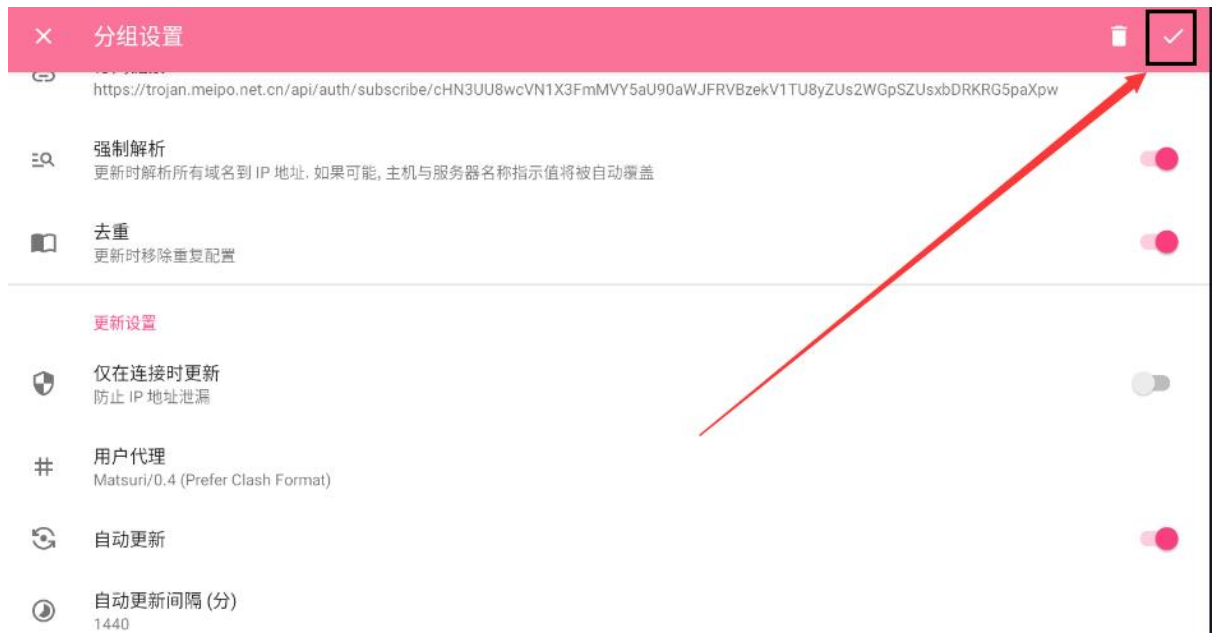 分组设置
https://trojan.meipo.net.cn/api/auth/subscribe/cHN3UU8wcVN1X3FmMVY5aU90aWJFRVBzekV1TU8yZUs2WGpSZUsxbDRKRG5paXpw
强制解析
更新时解析所有域名到 IP 地址. 如果可能, 主机与服务器名称指示值将被自动覆盖
去重
更新时移除重复配置
更新设置
仅在连接时更新
防止 IP 地址泄漏
用户代理
Matsuri/0.4 (Prefer Clash Format)
自动更新
自动更新间隔 (分)
1440